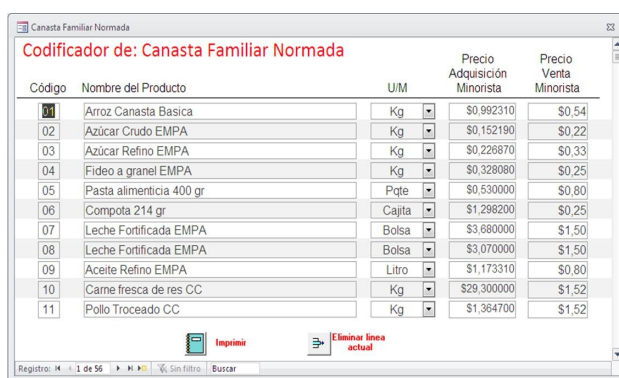 Canasta Familiar Normada
Codificador de: Canasta Familiar Normada
Código Nombre del Producto U/M Precio Adquisición Minorista Precio Venta Minorista
01 Arroz Canasta Basica Kg $0,992310 $0,54
02 Azúcar Crudo EMPA Kg $0,152190 $0,22
03 Azúcar Refino EMPA Kg $0,226870 $0,33
04 Fideo a granel EMPA Kg $0,328080 $0,25
05 Pasta alimenticia 400 gr Pqte $0,530000 $0,80
06 Compota 214 gr Cajita $1,298200 $0,25
07 Leche Fortificada EMPA Bolsa $3,680000 $1,50
08 Leche Fortificada EMPA Bolsa $3,070000 $1,50
09 Aceite Refino EMPA Litro $1,173310 $0,80
10 Carne fresca de res CC Kg $29,300000 $1,52
11 Pollo Troceado CC Kg $1,364700 $1,52
Imprimir Eliminar linea actual
Registro: 1 de 56 Sin filtro Buscar